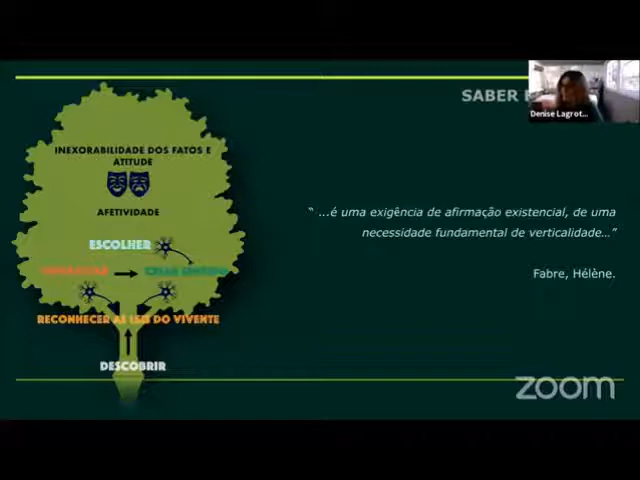 SABER
Denise Lagrot...
INEXORABILIDADE DOS FATOS E
ATITUDE
AFETIVIDADE
" ...é uma exigência de afirmação existencial, de uma
necessidade fundamental de verticalidade..."
ESCOLHER
Fabre, Hélène.
RECONHECER AS LEIS DO VIVENTE
DESCOBRIR
zoom